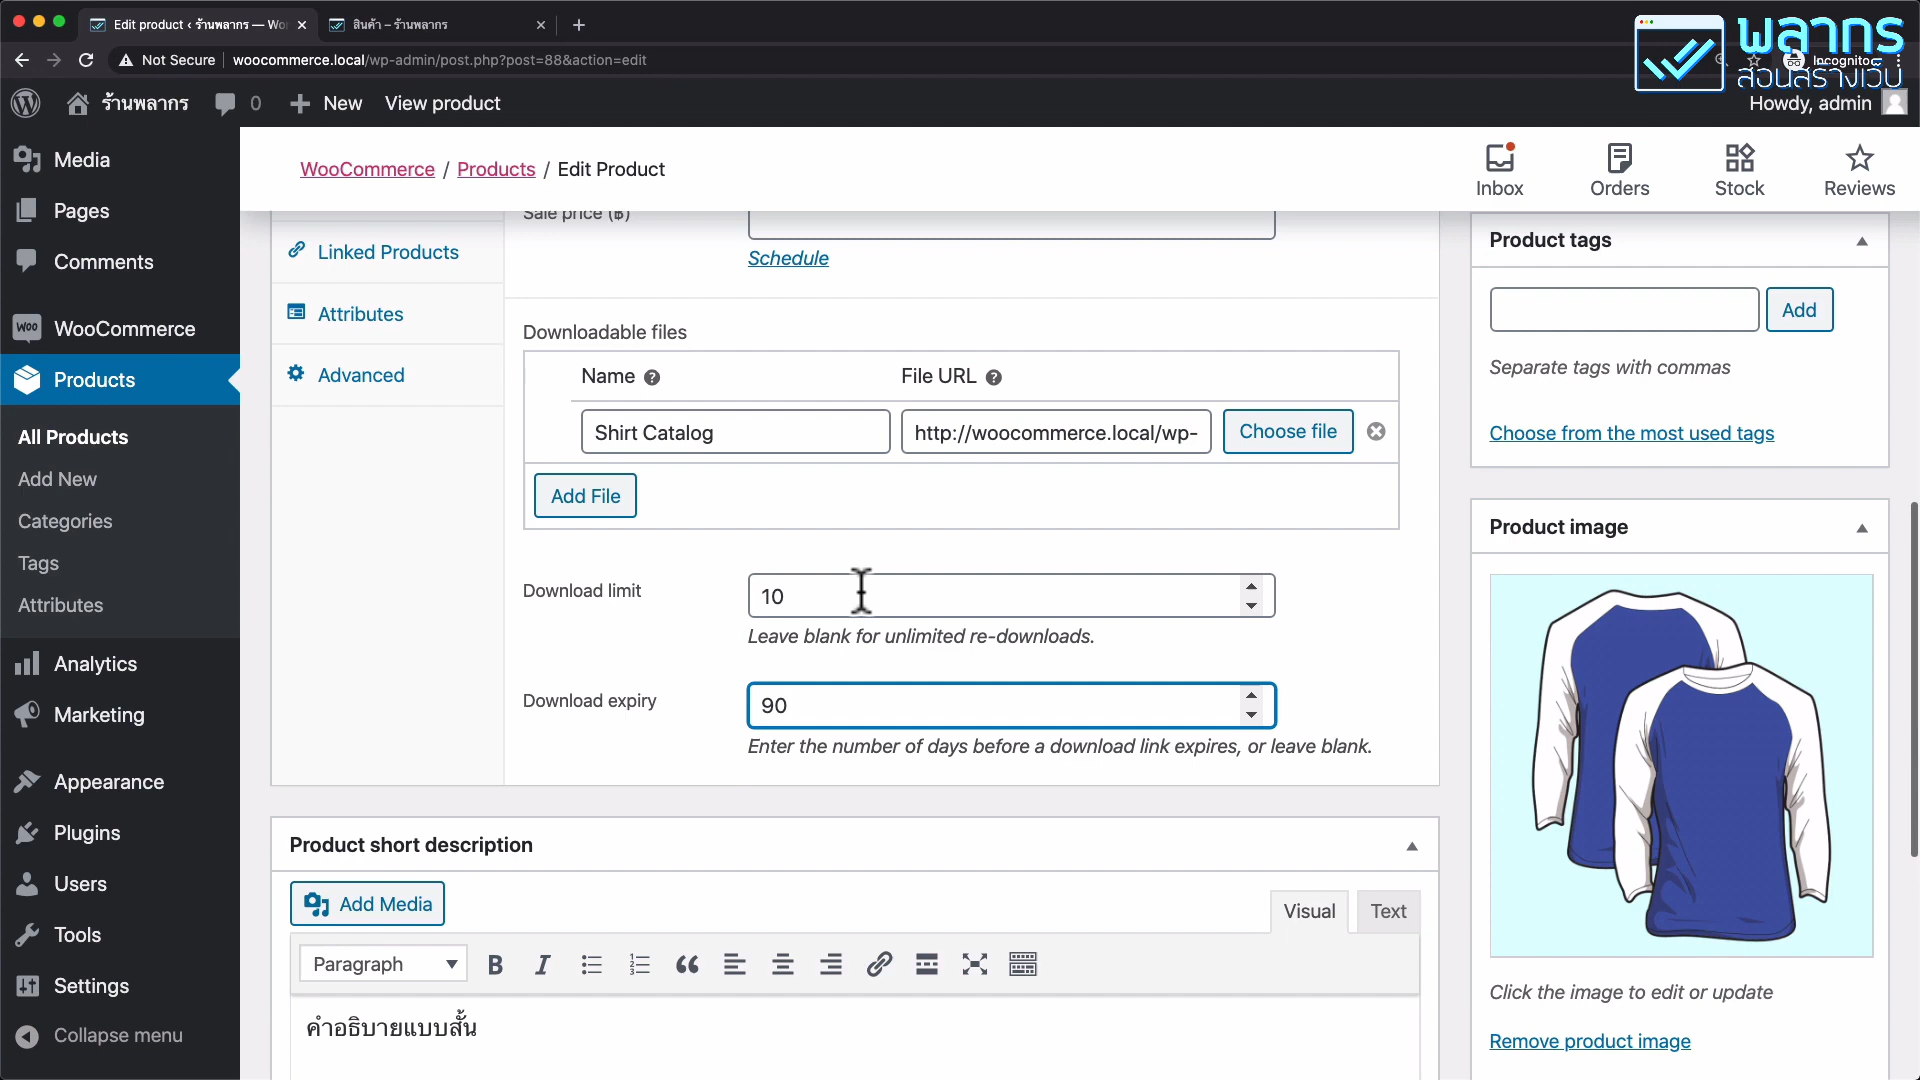 Edit product ‹ ร้านพลากร — Wo
สินค้า – ร้านพลากร
พลากร
สอนสร้างเว็บ
Not Secure
woocommerce.local/wp-admin/post.php?post=88&action=edit
Incognito
ร้านพลากร
0
New
View product
Howdy, admin
Media
Pages
Comments
WooCommerce
Products
All Products
Add New
Categories
Tags
Attributes
Analytics
Marketing
Appearance
Plugins
Users
Tools
Settings
Collapse menu
WooCommerce / Products / Edit Product
Inbox
Orders
Stock
Reviews
Linked Products
Attributes
Advanced
Sale price (฿)
Schedule
Downloadable files
Name
File URL
Shirt Catalog
http://woocommerce.local/wp-
Choose file
Add File
Download limit
10
Leave blank for unlimited re-downloads.
Download expiry
90
Enter the number of days before a download link expires, or leave blank.
Product short description
Add Media
Visual
Text
Paragraph
คำอธิบายแบบสั้น
Product tags
Add
Separate tags with commas
Choose from the most used tags
Product image
Click the image to edit or update
Remove product image